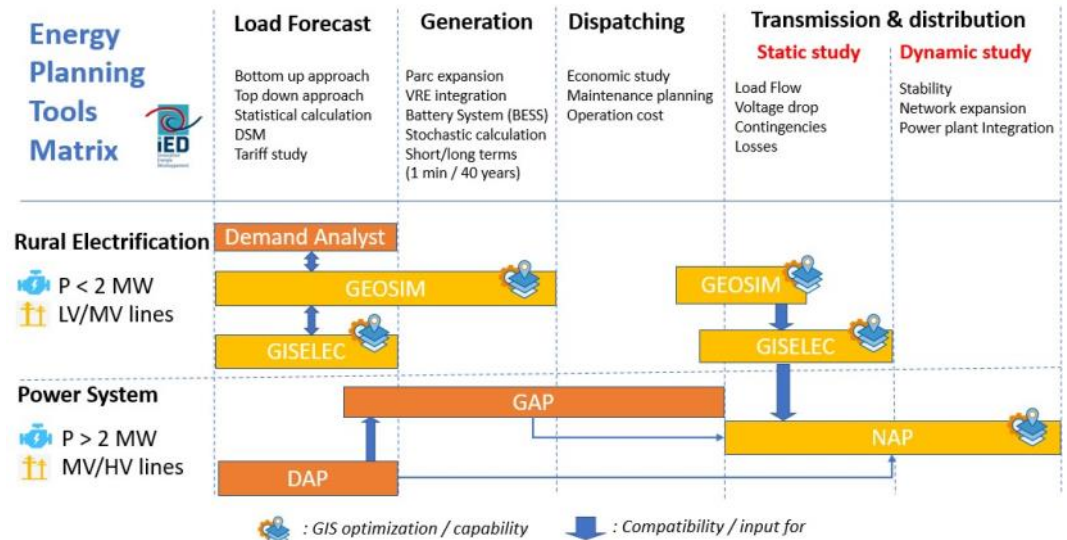 Energy
Planning
Tools
Matrix
iED
Innovation
Energie
Développement
Load Forecast
Bottom up approach
Top down approach
Statistical calculation
DSM
Tariff study
Generation
Parc expansion
VRE integration
Battery System (BESS)
Stochastic calculation
Short/long terms
(1 min / 40 years)
Dispatching
Economic study
Maintenance planning
Operation cost
Transmission & distribution
Static study
Load Flow
Voltage drop
Contingencies
Losses
Dynamic study
Stability
Network expansion
Power plant Integration
Rural Electrification
P < 2 MW
LV/MV lines
Demand Analyst
GEOSIM
GISELEC
GEOSIM
GISELEC
Power System
P > 2 MW
MV/HV lines
GAP
NAP
DAP
: GIS optimization / capability
: Compatibility / input for